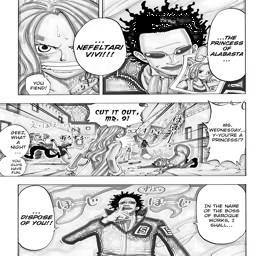 ...THE
PRINCESS
OF
ALABASTA
...
...
NEFELTARI
VIVI!!!
YOU
FIEND!
MS.
WEDNESDAY...
Y-YOU'RE A
PRINCESS!?
CUT IT OUT,
MR. 9!
GEEZ,
WHAT
A
NIGHT
YOU
GUYS
HAVE
FUN.
IN THE NAME
OF THE BOSS
OF BAROQUE
WORKS, I
SHALL...
...
DISPOSE
OF YOU!!